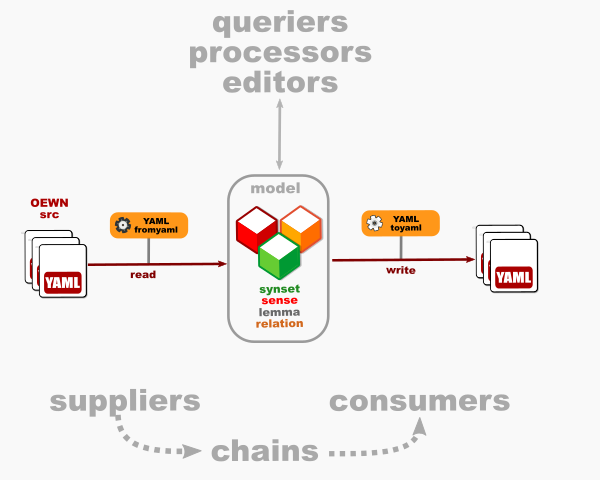 queriers
processors
editors
model
OEWN
src
YAML
fromyaml
YAML
toyaml
YAML
read
write
YAML
synset
sense
lemma
relation
suppliers
consumers
chains